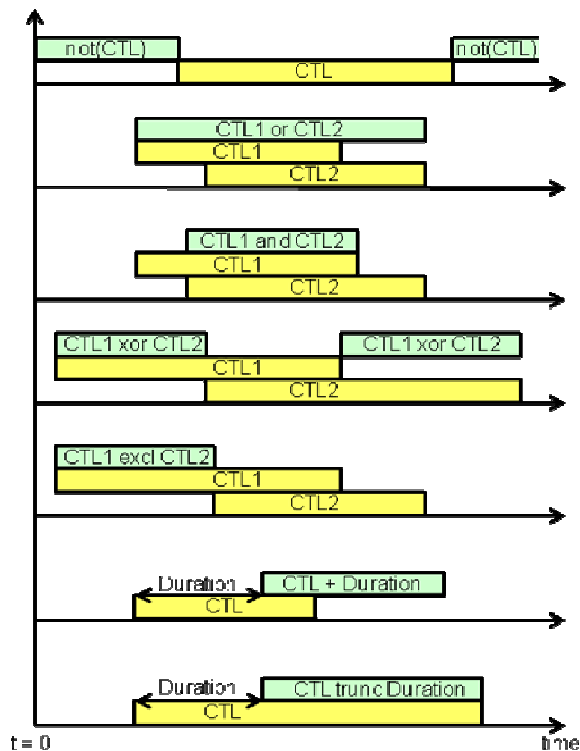 not(CTL) not(CTL)
CTL
CTL1 or CTL2
CTL1
CTL2
CTL1 and CTL2
CTL1
CTL2
CTL1 xor CTL2 CTL1 xor CTL2
CTL1
CTL2
CTL1 excl CTL2
CTL1
CTL2
Duration CTL + Duration
CTL
Duration CTL trunc Duration
CTL
t = 0 time